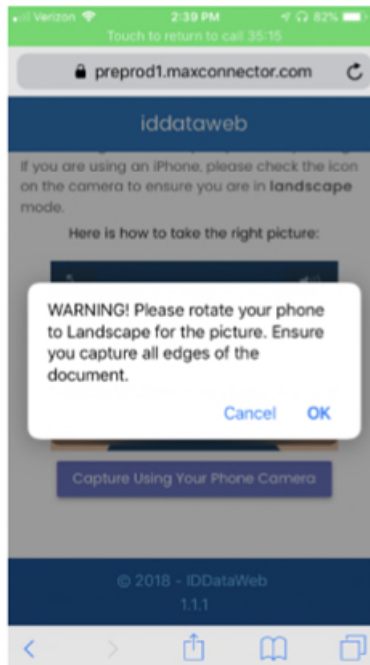 Verizon 2:39 PM 82%
Touch to return to call 35:15
preprod1.maxconnector.com
iddataweb
If you are using an iPhone, please check the icon
on the camera to ensure you are in landscape
mode.
Here is how to take the right picture:
WARNING! Please rotate your phone
to Landscape for the picture. Ensure
you capture all edges of the
document.
Cancel OK
Capture Using Your Phone Camera
© 2018 - IDDataWeb
1.1.1